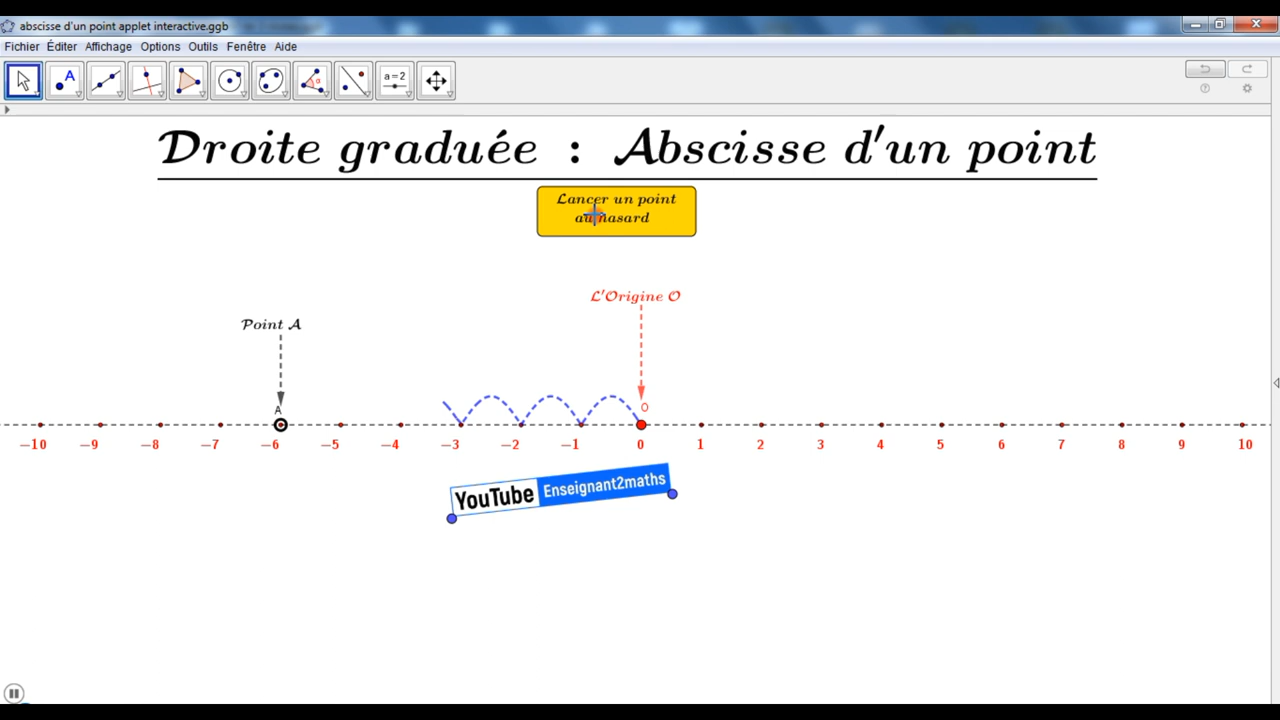 abscisse d'un point applet interactive.ggb
Fichier Éditer Affichage Options Outils Fenêtre Aide
A
α
a=2
Droite graduée : Abscisse d'un point
Lancer un point
au hasard
L'Origine O
Point A
A
O
−10 −9 −8 −7 −6 −5 −4 −3 −2 −1 0 1 2 3 4 5 6 7 8 9 10
YouTube Enseignant2maths